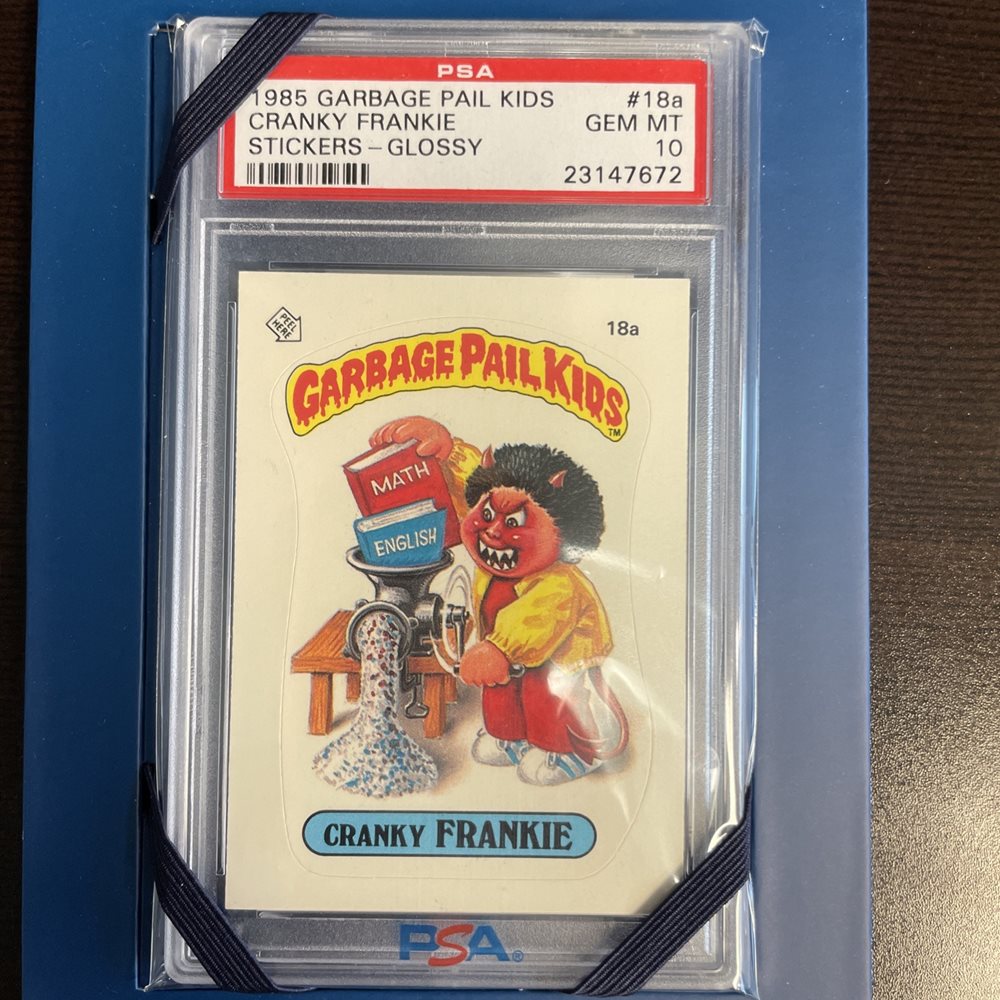 PSA
1985 GARBAGE PAIL KIDS #18a
CRANKY FRANKIE GEM MT
STICKERS – GLOSSY 10
23147672
PEEL HERE
18a
GARBAGE PAIL KIDS
TM
MATH
ENGLISH
CRANKY FRANKIE
PSA®